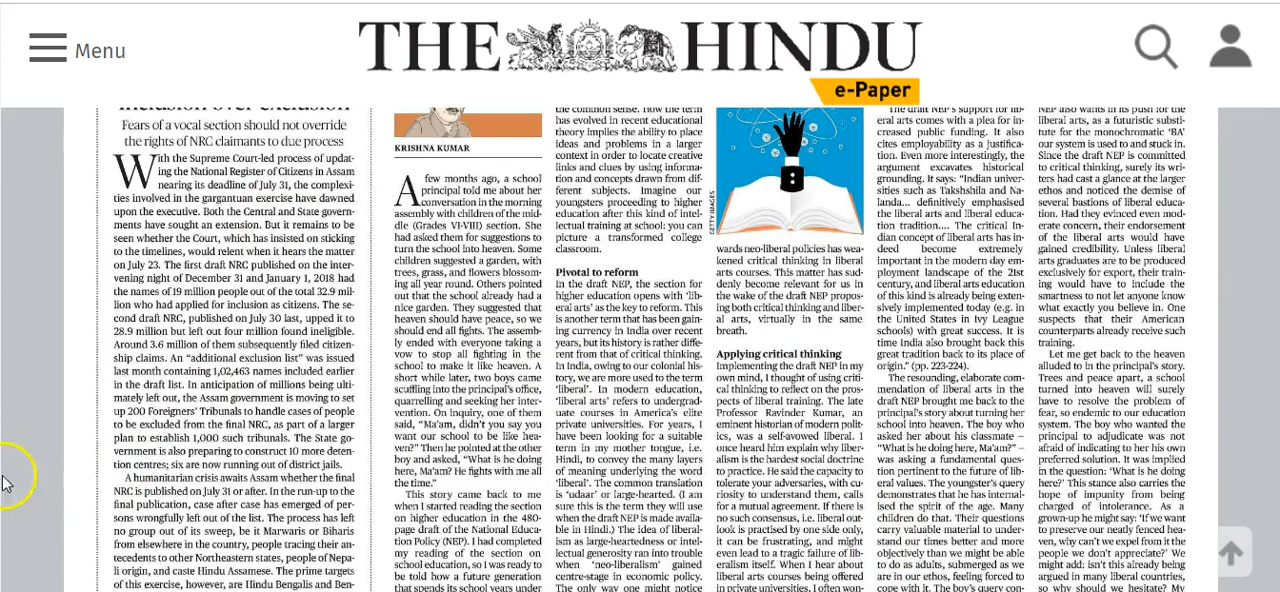 Menu
THE HINDU
e-Paper
Inclusion over exclusion
Fears of a vocal section should not override
the rights of NRC claimants to due process
With the Supreme Court-led process of updat-
ing the National Register of Citizens in Assam
nearing its deadline of July 31, the complexi-
ties involved in the gargantuan exercise have dawned
upon the executive. Both the Central and State govern-
ments have sought an extension. But it remains to be
seen whether the Court, which has insisted on sticking
to the timelines, would relent when it hears the matter
on July 23. The first draft NRC published on the inter-
vening night of December 31 and January 1, 2018 had
the names of 19 million people out of the total 32.9 mil-
lion who had applied for inclusion as citizens. The se-
cond draft NRC, published on July 30 last, upped it to
28.9 million but left out four million found ineligible.
Around 3.6 million of them subsequently filed citizen-
ship claims. An “additional exclusion list” was issued
last month containing 1,02,463 names included earlier
in the draft list. In anticipation of millions being ulti-
mately left out, the Assam government is moving to set
up 200 Foreigners’ Tribunals to handle cases of people
to be excluded from the final NRC, as part of a larger
plan to establish 1,000 such tribunals. The State go-
vernment is also preparing to construct 10 more deten-
tion centres; six are now running out of district jails.
A humanitarian crisis awaits Assam whether the final
NRC is published on July 31 or after. In the run-up to the
final publication, case after case has emerged of per-
sons wrongfully left out of the list. The process has left
no group out of its sweep, be it Marwaris or Biharis
from elsewhere in the country, people tracing their an-
tecedents to other Northeastern states, people of Nepa-
li origin, and caste Hindu Assamese. The prime targets
of this exercise, however, are Hindu Bengalis and Ben-
KRISHNA KUMAR
A few months ago, a school
principal told me about her
conversation in the morning
assembly with children of the mid-
dle (Grades VI-VIII) section. She
had asked them for suggestions to
turn the school into heaven. Some
children suggested a garden, with
trees, grass, and flowers blossom-
ing all year round. Others pointed
out that the school already had a
nice garden. They suggested that
heaven should have peace, so we
should end all fights. The assemb-
ly ended with everyone taking a
vow to stop all fighting in the
school to make it like heaven. A
short while later, two boys came
scuffling into the principal’s office,
quarrelling and seeking her inter-
vention. On inquiry, one of them
said, “Ma’am, didn’t you say you
want our school to be like hea-
ven?” Then he pointed at the other
boy and asked, “What is he doing
here, Ma’am? He fights with me all
the time.”
This story came back to me
when I started reading the section
on higher education in the 480-
page draft of the National Educa-
tion Policy (NEP). I had completed
my reading of the section on
school education, so I was ready to
be told how a future generation
that spends its school years under
the common sense. How the term
has evolved in recent educational
theory implies the ability to place
ideas and problems in a larger
context in order to locate creative
links and clues by using informa-
tion and concepts drawn from dif-
ferent subjects. Imagine our
youngsters proceeding to higher
education after this kind of intel-
lectual training at school: you can
picture a transformed college
classroom.
Pivotal to reform
In the draft NEP, the section for
higher education opens with ‘lib-
eral arts’ as the key to reform. This
is another term that has been gain-
ing currency in India over recent
years, but its history is rather diffe-
rent from that of critical thinking.
In India, owing to our colonial his-
tory, we are more used to the term
‘liberal’. In modern education,
‘liberal arts’ refers to undergrad-
uate courses in America’s elite
private universities. For years, I
have been looking for a suitable
term in my mother tongue, i.e.
Hindi, to convey the many layers
of meaning underlying the word
‘liberal’. The common translation
is ‘udaar’ or large-hearted. (I am
sure this is the term they will use
when the draft NEP is made availa-
ble in Hindi.) The idea of liberal-
ism as large-heartedness or intel-
lectual generosity ran into trouble
when ‘neo-liberalism’ gained
centre-stage in economic policy.
The only way one might notice
GETTY IMAGES
wards neo-liberal policies has wea-
kened critical thinking in liberal
arts courses. This matter has sud-
denly become relevant for us in
the wake of the draft NEP propos-
ing both critical thinking and liber-
al arts, virtually in the same
breath.
Applying critical thinking
Implementing the draft NEP in my
own mind, I thought of using criti-
cal thinking to reflect on the pros-
pects of liberal training. The late
Professor Ravinder Kumar, an
eminent historian of modern polit-
ics, was a self-avowed liberal. I
once heard him explain why liber-
alism is the hardest social doctrine
to practice. He said the capacity to
tolerate your adversaries, with cu-
riosity to understand them, calls
for a mutual agreement. If there
is no such consensus, i.e. liberal out-
look is practised by one side only,
it can be frustrating, and might
even lead to a tragic failure of lib-
eralism itself. When I hear about
liberal arts courses being offered
in private universities, I often won-
The draft NEP’s support for lib-
eral arts comes with a plea for in-
creased public funding. It also
cites employability as a justifica-
tion. Even more interestingly, the
argument excavates historical
grounding. It says: “Indian univer-
sities such as Takshshila and Na-
landa... definitively emphasised
the liberal arts and liberal educa-
tion tradition.... The critical In-
dian concept of liberal arts has in-
deed become extremely
important in the modern day em-
ployment landscape of the 21st
century, and liberal arts education
of this kind is already being exten-
sively implemented today (e.g. in
the United States in Ivy League
schools) with great success. It is
time India also brought back this
great tradition back to its place of
origin.” (pp. 223-224).
The resounding, elaborate com-
mendation of liberal arts in the
draft NEP brought me back to the
principal’s story about turning her
school into heaven. The boy who
asked her about his classmate –
“What is he doing here, Ma’am?” –
was asking a fundamental ques-
tion pertinent to the future of lib-
eral values. The youngster’s query
demonstrates that he has internal-
ised the spirit of the age. Many
children do that. Their questions
carry valuable material to under-
stand our times better and more
objectively than we might be able
to do as adults, submerged as we
are in our ethos, feeling forced to
cope with it. The boy’s query con-
NEP also wants in its push for the
liberal arts, as a futuristic substi-
tute for the monochromatic ‘BA’
our system is used to and stuck in.
Since the draft NEP is committed
to critical thinking, surely its wri-
ters had cast a glance at the larger
ethos and noticed the demise of
several bastions of liberal educa-
tion. Had they evinced even mod-
erate concern, their endorsement
of the liberal arts would have
gained credibility. Unless liberal
arts graduates are to be produced
exclusively for export, their train-
ing would have to include the
smartness to not let anyone know
what exactly you believe in. One
suspects that their American
counterparts already receive such
training.
Let me get back to the heaven
alluded to in the principal’s story.
Trees and peace apart, a school
turned into heaven will surely
have to resolve the problem of
fear, so endemic to our education
system. The boy who wanted the
principal to adjudicate was not
afraid of indicating to her his own
preferred solution. It was implied
in the question: ‘What is he doing
here?’ This stance also carries the
hope of impunity from being
charged of intolerance. As a
grown-up he might say: ‘If we want
to preserve our neatly fenced hea-
ven, why can’t we expel from it the
people we don’t appreciate?’ We
might add: isn’t this already being
argued in many liberal countries,
so why should we hesitate? My